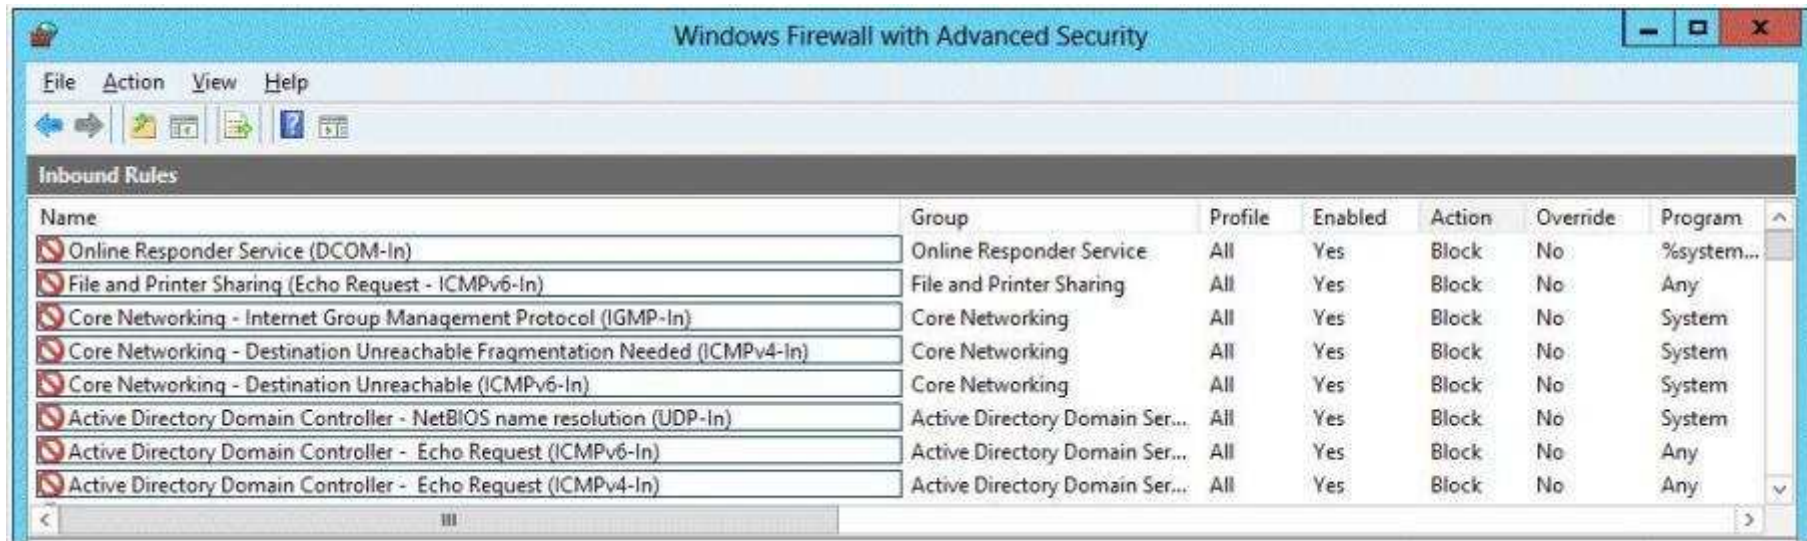 Windows Firewall with Advanced Security
File Action View Help
Inbound Rules
Name Group Profile Enabled Action Override Program
Online Responder Service (DCOM-In) Online Responder Service All Yes Block No %system...
File and Printer Sharing (Echo Request - ICMPv6-In) File and Printer Sharing All Yes Block No Any
Core Networking - Internet Group Management Protocol (IGMP-In) Core Networking All Yes Block No System
Core Networking - Destination Unreachable Fragmentation Needed (ICMPv4-In) Core Networking All Yes Block No System
Core Networking - Destination Unreachable (ICMPv6-In) Core Networking All Yes Block No System
Active Directory Domain Controller - NetBIOS name resolution (UDP-In) Active Directory Domain Ser... All Yes Block No System
Active Directory Domain Controller - Echo Request (ICMPv6-In) Active Directory Domain Ser... All Yes Block No Any
Active Directory Domain Controller - Echo Request (ICMPv4-In) Active Directory Domain Ser... All Yes Block No Any